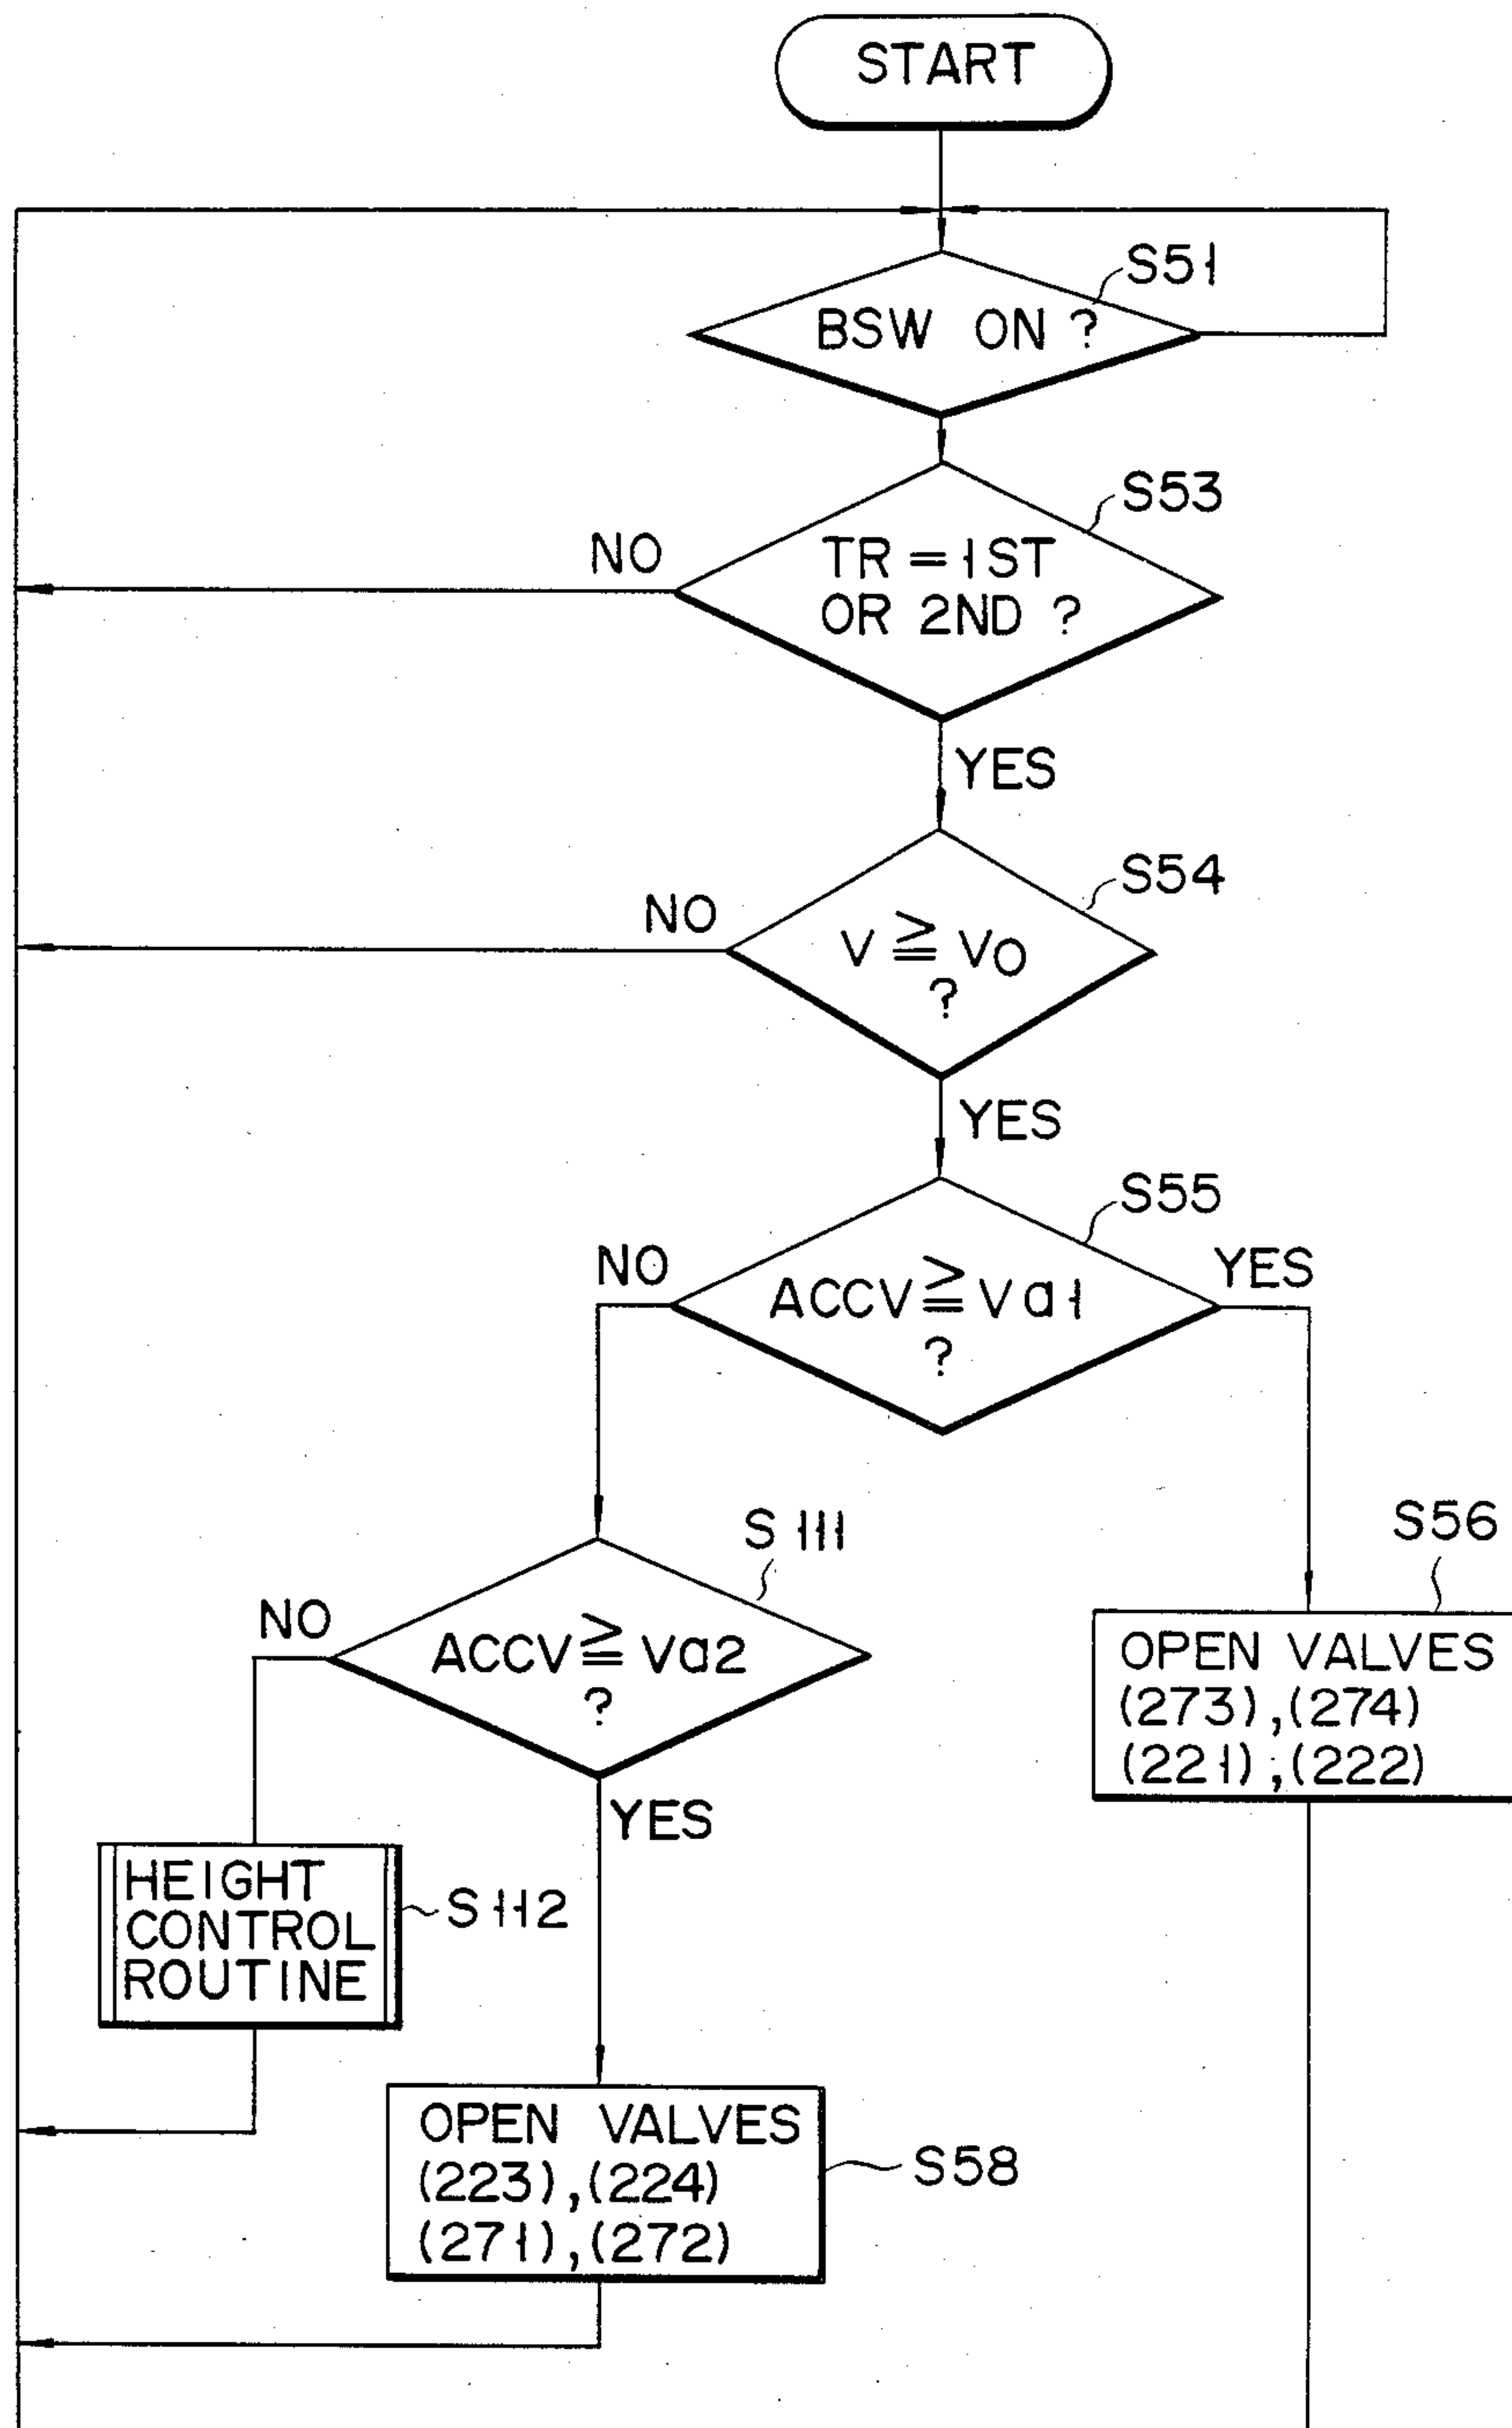 START
S51
BSW ON ?
S53
NO
TR = 1ST
OR 2ND ?
YES
S54
NO
V ≧ VO
?
YES
S55
NO
YES
ACCV ≧ Va1
?
S111
S56
NO
ACCV ≧ Va2
?
OPEN VALVES
(273),(274)
(221),(222)
YES
HEIGHT
CONTROL
ROUTINE
S112
OPEN VALVES
(223),(224)
(271),(272)
S58